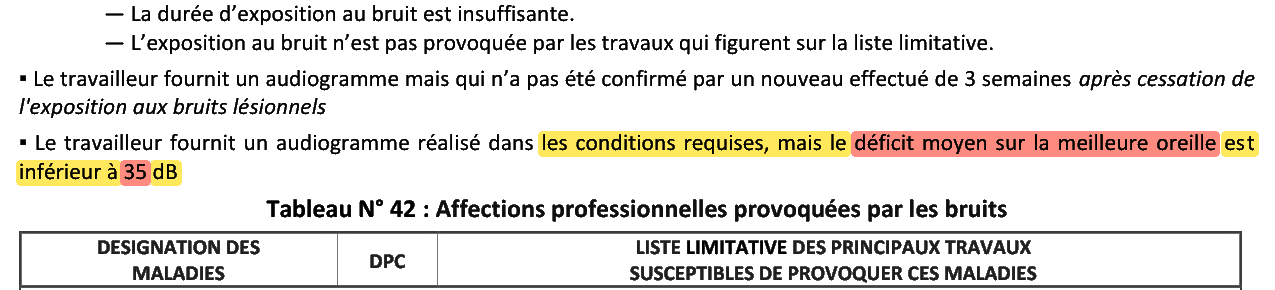 — La durée d’exposition au bruit est insuffisante.
— L’exposition au bruit n’est pas provoquée par les travaux qui figurent sur la liste limitative.
▪ Le travailleur fournit un audiogramme mais qui n’a pas été confirmé par un nouveau effectué de 3 semaines après cessation de
l'exposition aux bruits lésionnels
▪ Le travailleur fournit un audiogramme réalisé dans les conditions requises, mais le déficit moyen sur la meilleure oreille est
inférieur à 35 dB
Tableau N° 42 : Affections professionnelles provoquées par les bruits
DESIGNATION DES
MALADIES
DPC
LISTE LIMITATIVE DES PRINCIPAUX TRAVAUX
SUSCEPTIBLES DE PROVOQUER CES MALADIES